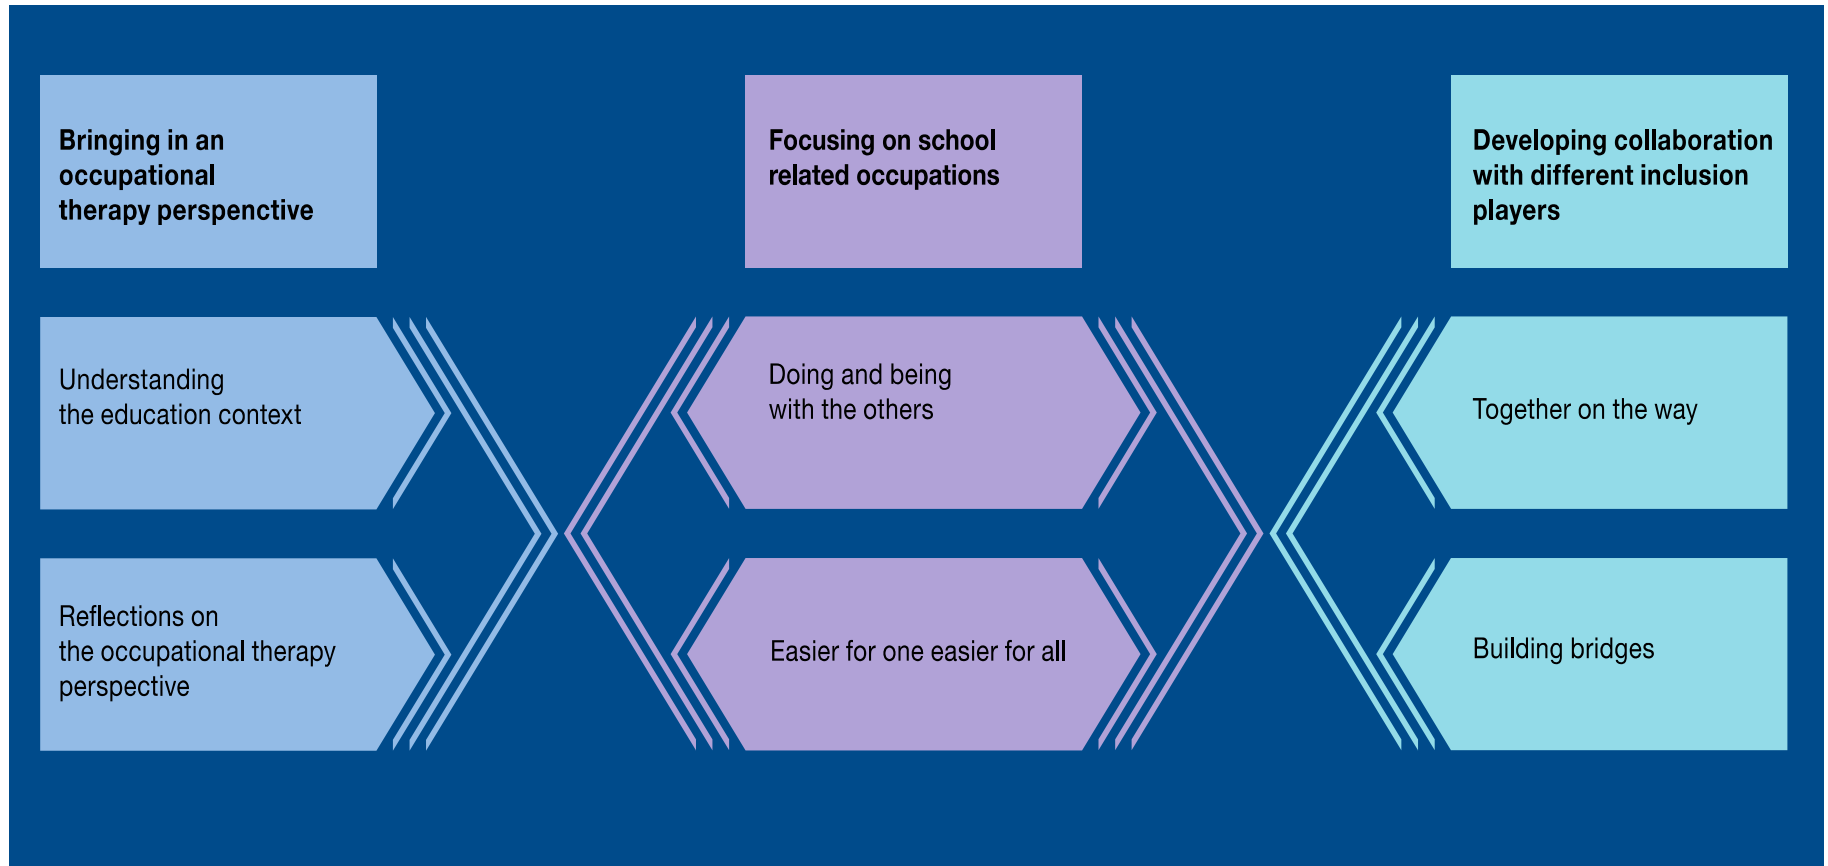 Bringing in an
occupational
therapy perspenctive
Focusing on school
related occupations
Developing collaboration
with different inclusion
players
Understanding
the education context
Doing and being
with the others
Together on the way
Reflections on
the occupational therapy
perspective
Easier for one easier for all
Building bridges